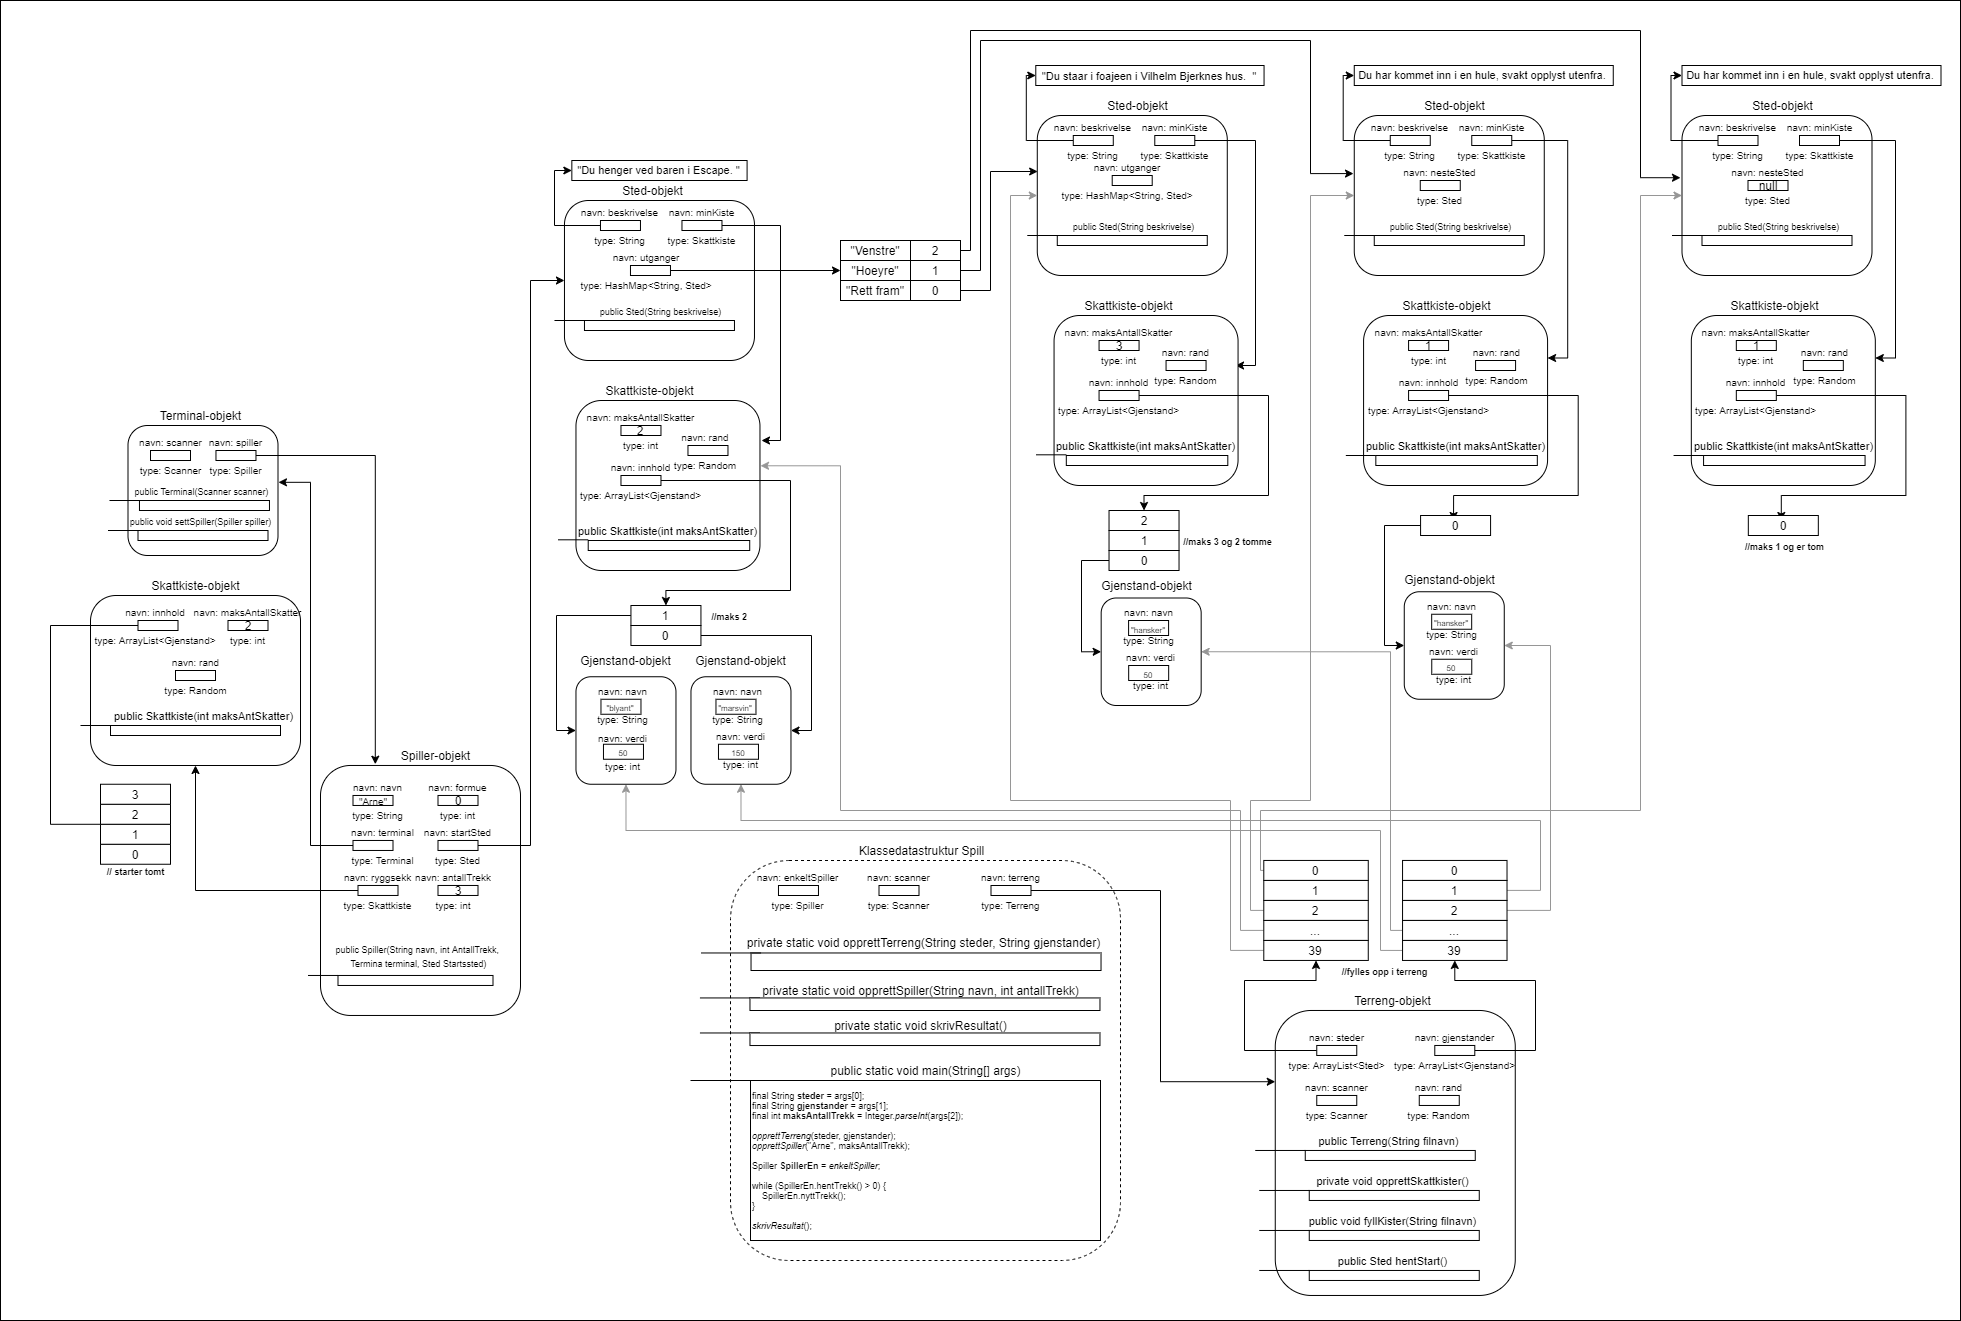 "Du staar i foajeen i Vilhelm Bjerknes hus. "
Du har kommet inn i en hule, svakt opplyst utenfra.
Du har kommet inn i en hule, svakt opplyst utenfra.
Sted-objekt
navn: beskrivelse navn: minKiste
type: String type: Skattkiste
navn: utganger
type: HashMap<String, Sted>
public Sted(String beskrivelse)
Sted-objekt
navn: beskrivelse navn: minKiste
type: String type: Skattkiste
navn: nesteSted
type: Sted
public Sted(String beskrivelse)
Sted-objekt
navn: beskrivelse navn: minKiste
type: String type: Skattkiste
navn: nesteSted
null
type: Sted
public Sted(String beskrivelse)
"Du henger ved baren i Escape. "
Sted-objekt
navn: beskrivelse navn: minKiste
type: String type: Skattkiste
navn: utganger
type: HashMap<String, Sted>
public Sted(String beskrivelse)
"Venstre" 2
"Hoeyre" 1
"Rett fram" 0
Skattkiste-objekt
navn: maksAntallSkatter
3
type: int
navn: rand
type: Random
navn: innhold
type: ArrayList<Gjenstand>
public Skattkiste(int maksAntSkatter)
Skattkiste-objekt
navn: maksAntallSkatter
1
type: int
navn: rand
type: Random
navn: innhold
type: ArrayList<Gjenstand>
public Skattkiste(int maksAntSkatter)
Skattkiste-objekt
navn: maksAntallSkatter
1
type: int
navn: rand
type: Random
navn: innhold
type: ArrayList<Gjenstand>
public Skattkiste(int maksAntSkatter)
Skattkiste-objekt
navn: maksAntallSkatter
2
type: int
navn: rand
type: Random
navn: innhold
type: ArrayList<Gjenstand>
public Skattkiste(int maksAntSkatter)
Terminal-objekt
navn: scanner navn: spiller
type: Scanner type: Spiller
public Terminal(Scanner scanner)
public void settSpiller(Spiller spiller)
2
1
0
//maks 3 og 2 tomme
0
0
//maks 1 og er tom
Skattkiste-objekt
navn: innhold navn: maksAntallSkatter
2
type: ArrayList<Gjenstand> type: int
navn: rand
type: Random
public Skattkiste(int maksAntSkatter)
1
0
//maks 2
Gjenstand-objekt
navn: navn
"hansker"
type: String
navn: verdi
50
type: int
Gjenstand-objekt
navn: navn
"hansker"
type: String
navn: verdi
50
type: int
Gjenstand-objekt
navn: navn
"blyant"
type: String
navn: verdi
50
type: int
Gjenstand-objekt
navn: navn
"marsvin"
type: String
navn: verdi
150
type: int
3
2
1
0
// starter tomt
Spiller-objekt
navn: navn navn: formue
"Arne" 0
type: String type: int
navn: terminal navn: startSted
type: Terminal type: Sted
navn: ryggsekk navn: antallTrekk
3
type: Skattkiste type: int
public Spiller(String navn, int AntallTrekk,
Termina terminal, Sted Startssted)
Klassedatastruktur Spill
navn: enkeltSpiller navn: scanner navn: terreng
type: Spiller type: Scanner type: Terreng
private static void opprettTerreng(String steder, String gjenstander)
private static void opprettSpiller(String navn, int antallTrekk)
private static void skrivResultat()
public static void main(String[] args)
final String steder = args[0];
final String gjenstander = args[1];
final int maksAntallTrekk = Integer.parseInt(args[2]);
opprettTerreng(steder, gjenstander);
opprettSpiller("Arne", maksAntallTrekk);
Spiller SpillerEn = enkeltSpiller;
while (SpillerEn.hentTrekk() > 0) {
SpillerEn.nyttTrekk();
}
skrivResultat();
0
1
2
...
39
0
1
2
...
39
//fylles opp i terreng
Terreng-objekt
navn: steder navn: gjenstander
type: ArrayList<Sted> type: ArrayList<Gjenstand>
navn: scanner navn: rand
type: Scanner type: Random
public Terreng(String filnavn)
private void opprettSkattkister()
public void fyllKister(String filnavn)
public Sted hentStart()